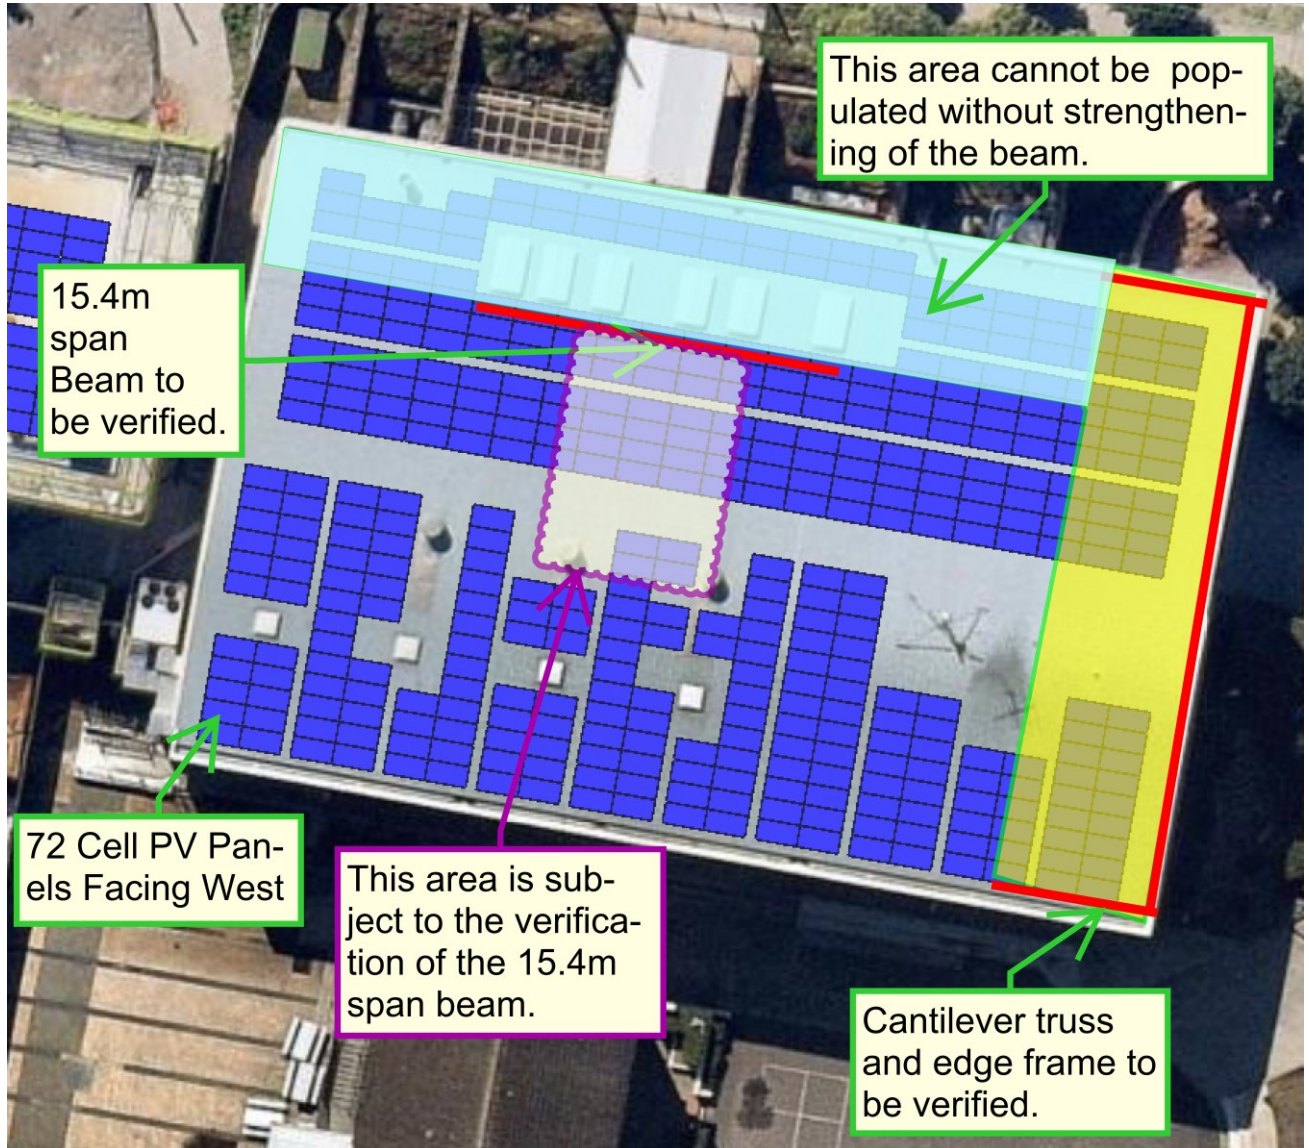 This area cannot be pop-
ulated without strengthen-
ing of the beam.
15.4m
span
Beam to
be verified.
72 Cell PV Pan-
els Facing West
This area is sub-
ject to the verifica-
tion of the 15.4m
span beam.
Cantilever truss
and edge frame to
be verified.